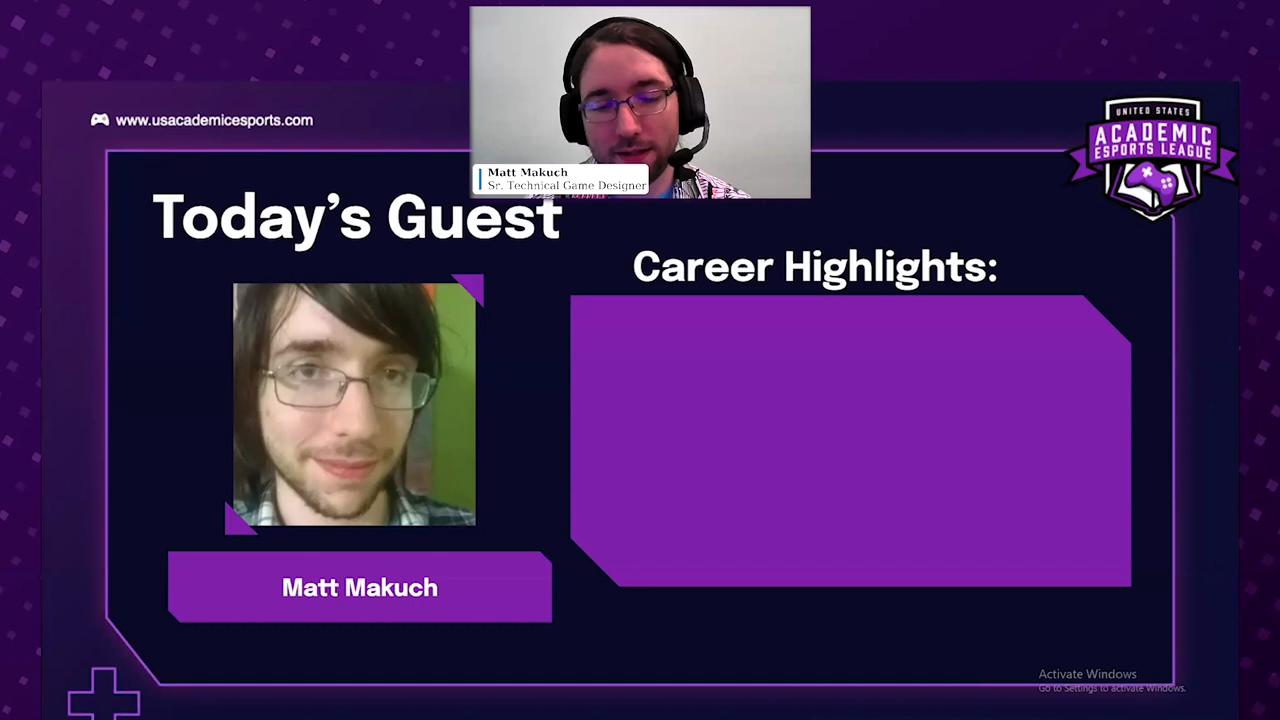 Matt Makuch
Sr. Technical Game Designer
www.usacademicesports.com
UNITED STATES
ACADEMIC
ESPORTS LEAGUE
Today's Guest
Career Highlights:
Matt Makuch
Activate Windows
Go to Settings to activate Windows.